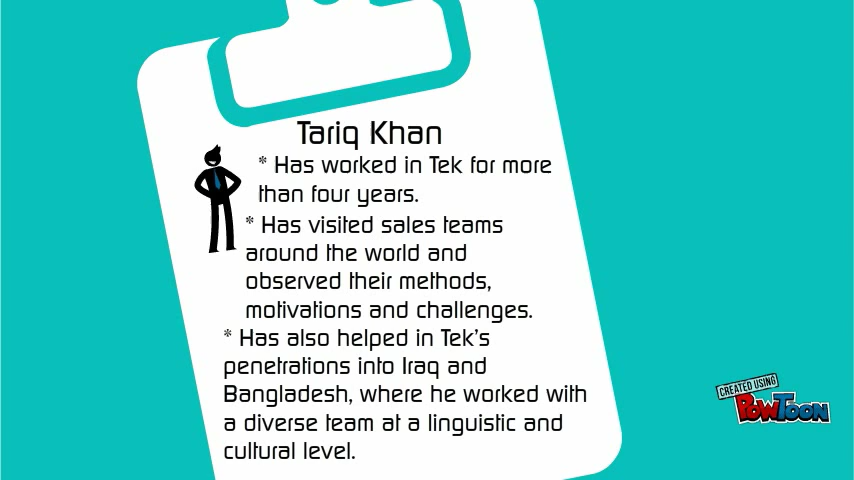 Tariq Khan
* Has worked in Tek for more
than four years.
* Has visited sales teams
around the world and
observed their methods,
motivations and challenges.
* Has also helped in Tek's
penetrations into Iraq and
Bangladesh, where he worked with
a diverse team at a linguistic and
cultural level.
CREATED USING
POWTOON